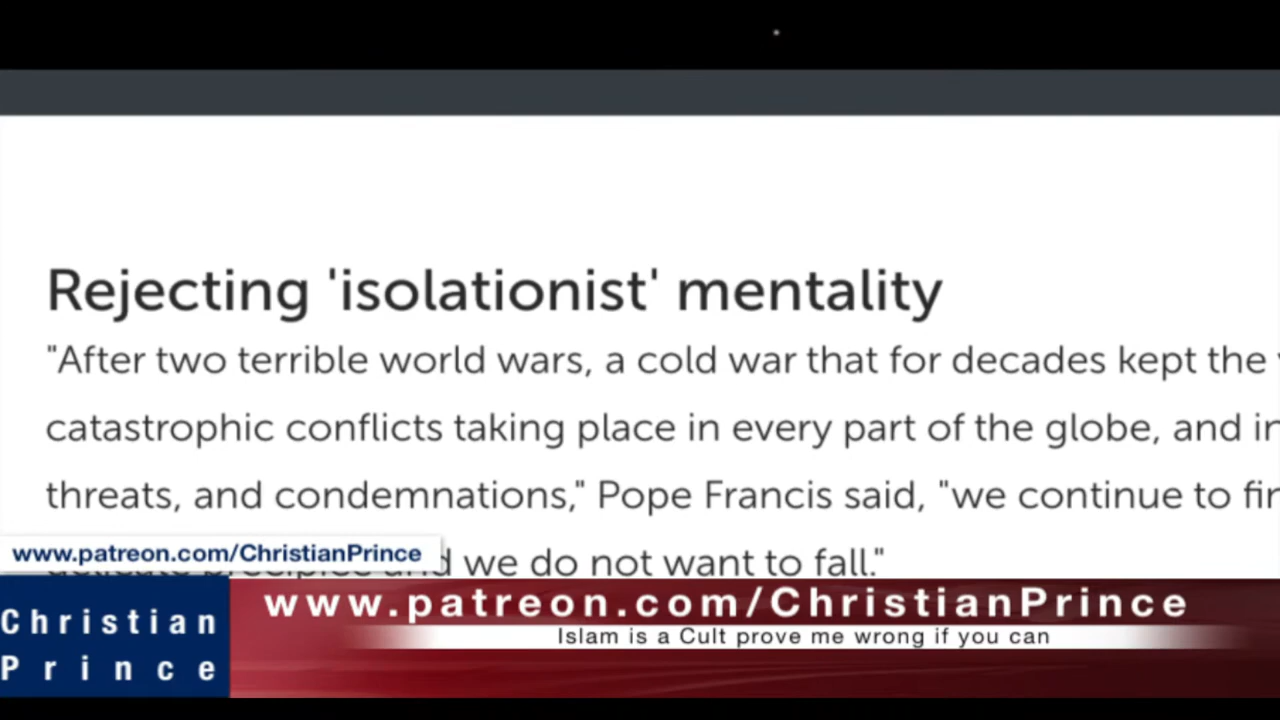 Rejecting 'isolationist' mentality
"After two terrible world wars, a cold war that for decades kept the
catastrophic conflicts taking place in every part of the globe, and in
threats, and condemnations," Pope Francis said, "we continue to
www.patreon.com/ChristianPrince
and we do not want to fall."
Christian
Prince
www.patreon.com/ChristianPrince
Islam is a Cult prove me wrong if you can